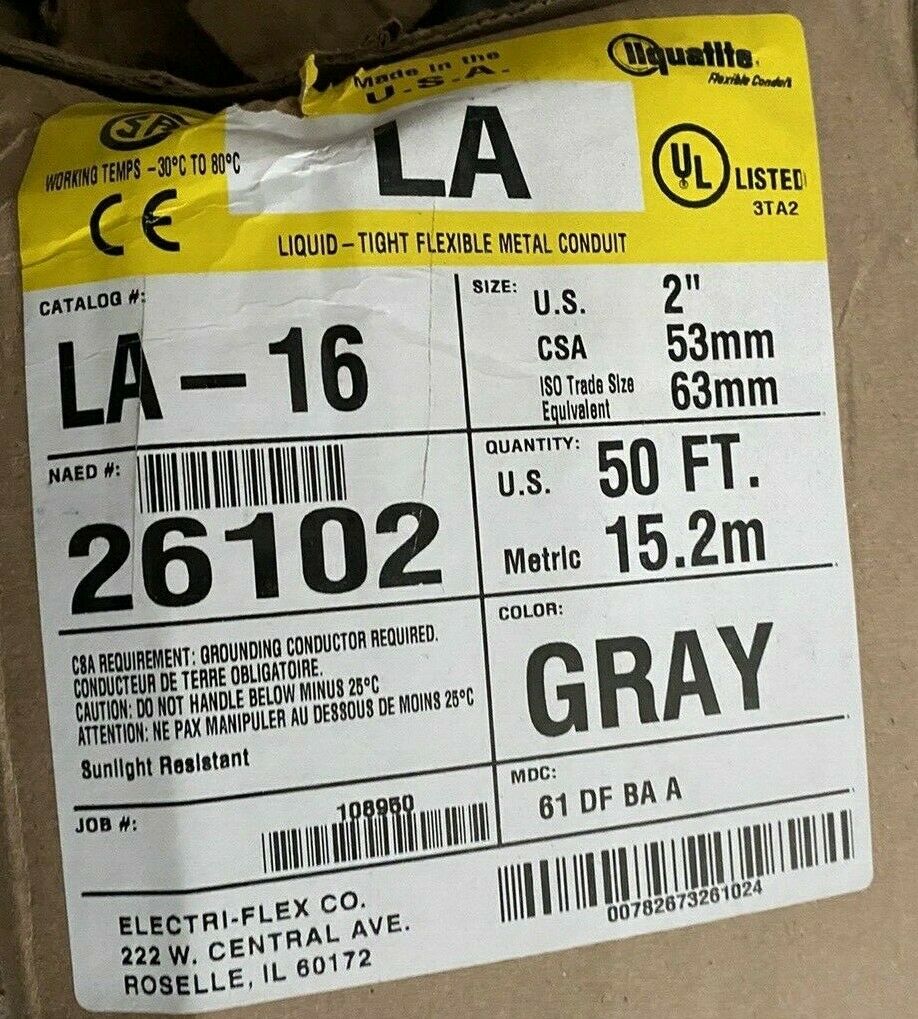 Made in the
U.S.A.
liquatite
Flexible Conduit
WORKING TEMPS -30°C TO 80°C
CE
LA
UL LISTED
3TA2
LIQUID-TIGHT FLEXIBLE METAL CONDUIT
CATALOG #:
LA-16
SIZE:
U.S. 2"
CSA 53mm
ISO Trade Size
Equivalent 63mm
NAED #:
26102
QUANTITY:
U.S. 50 FT.
Metric 15.2m
CSA REQUIREMENT: GROUNDING CONDUCTOR REQUIRED.
CONDUCTEUR DE TERRE OBLIGATOIRE.
CAUTION: DO NOT HANDLE BELOW MINUS 25°C
ATTENTION: NE PAX MANIPULER AU DESSOUS DE MOINS 25°C
Sunlight Resistant
COLOR:
GRAY
JOB #:
108950
MDC:
61 DF BA A
ELECTRI-FLEX CO.
222 W. CENTRAL AVE.
ROSELLE, IL 60172
00782673261024